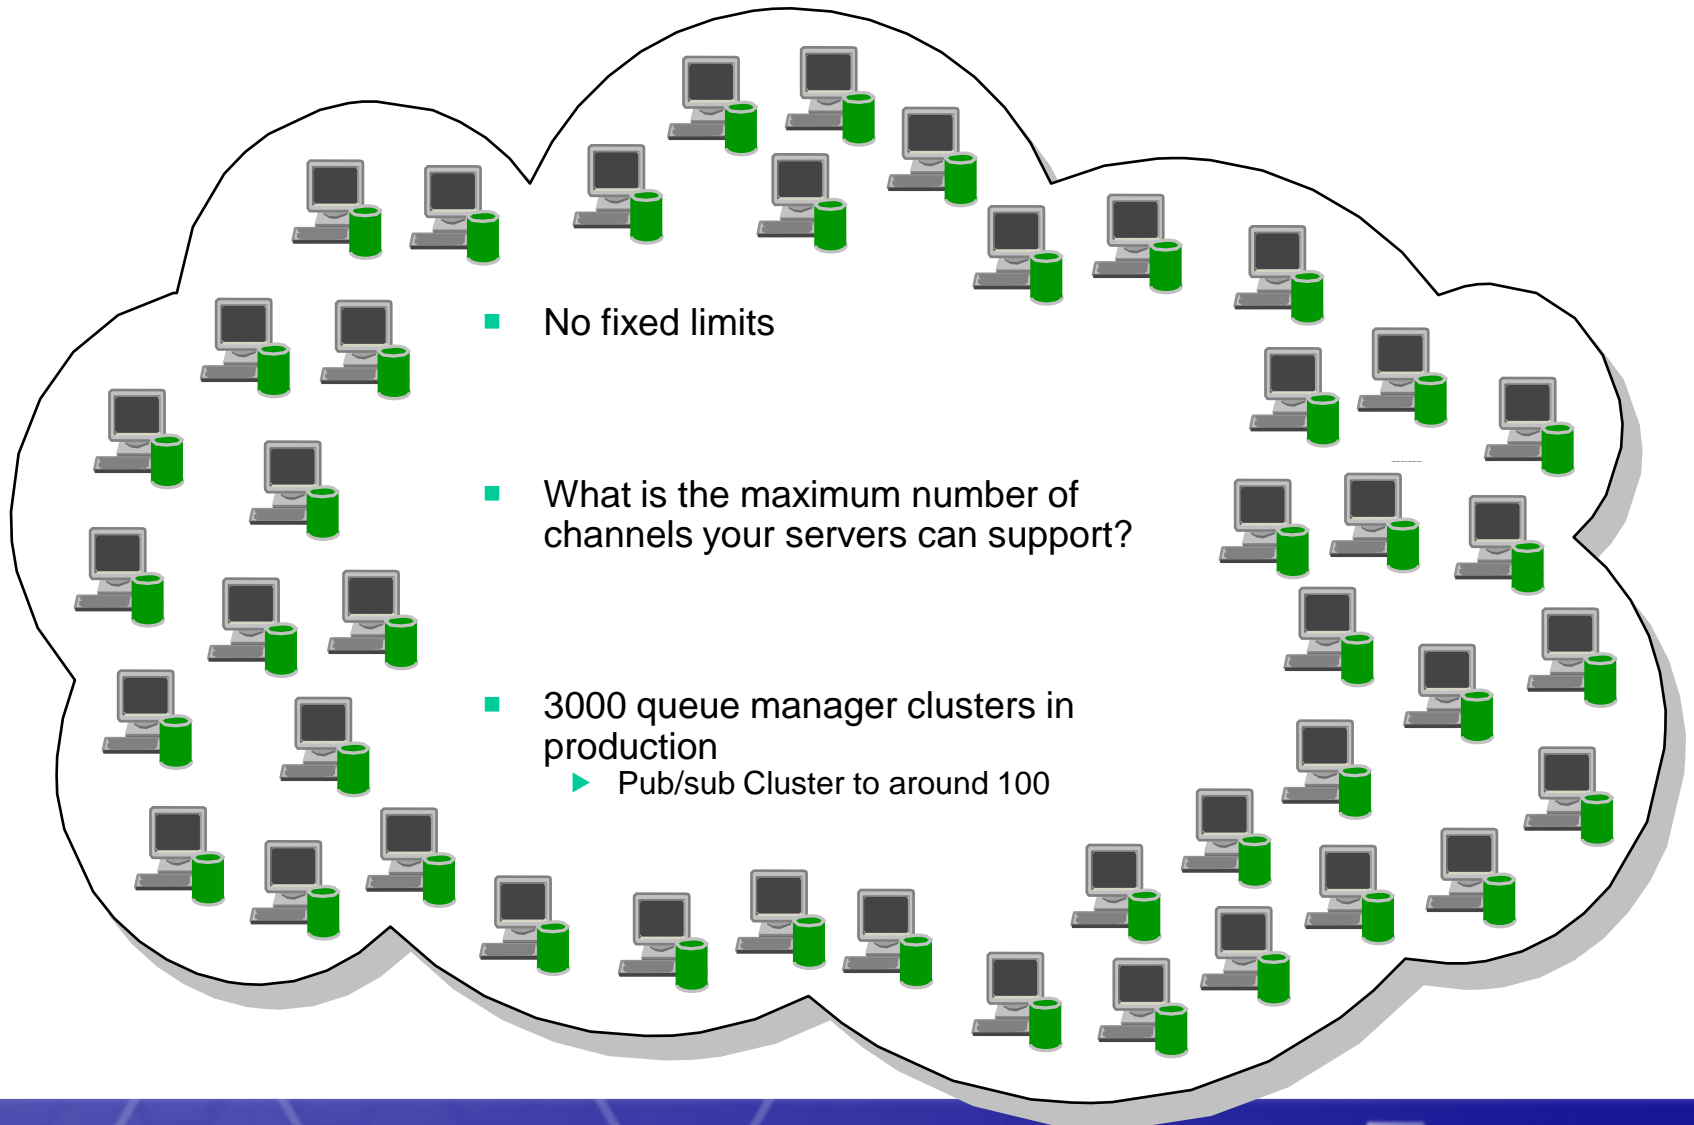 No fixed limits
What is the maximum number of
channels your servers can support?
3000 queue manager clusters in
production
Pub/sub Cluster to around 100